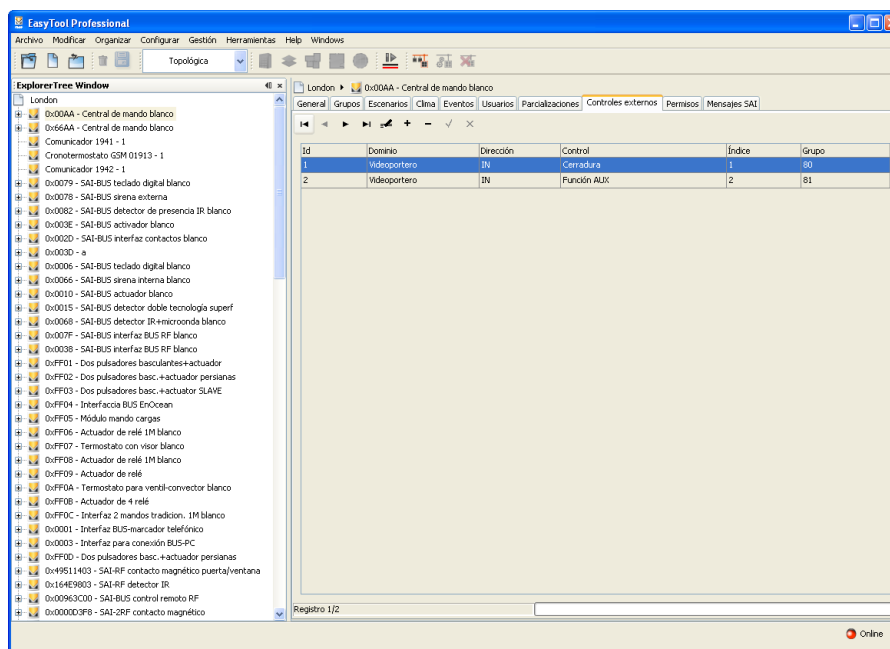 EasyTool Professional
Archivo Modificar Organizar Configurar Gestión Herramientas Help Windows
Topológica
ExplorerTree Window
London
0x00AA - Central de mando blanco
0x66AA - Central de mando blanco
Comunicador 1941 - 1
Cronotermostato GSM 01913 - 1
Comunicador 1942 - 1
0x0079 - SAI-BUS teclado digital blanco
0x0078 - SAI-BUS sirena externa
0x0082 - SAI-BUS detector de presencia IR blanco
0x003E - SAI-BUS activador blanco
0x002D - SAI-BUS interfaz contactos blanco
0x003D - a
0x0006 - SAI-BUS teclado digital blanco
0x0066 - SAI-BUS sirena interna blanco
0x0010 - SAI-BUS actuador blanco
0x0015 - SAI-BUS detector doble tecnología superf
0x0068 - SAI-BUS detector IR+microonda blanco
0x007F - SAI-BUS interfaz BUS RF blanco
0x0038 - SAI-BUS interfaz BUS RF blanco
0xFF01 - Dos pulsadores basculantes+actuador
0xFF02 - Dos pulsadores basc.+actuador persianas
0xFF03 - Dos pulsadores basc.+actuator SLAVE
0xFF04 - Interfaccia BUS EnOcean
0xFF05 - Módulo mando cargas
0xFF06 - Actuador de relé 1M blanco
0xFF07 - Termostato con visor blanco
0xFF08 - Actuador de relé 1M blanco
0xFF09 - Actuador de relé
0xFF0A - Termostato para ventil-convector blanco
0xFF0B - Actuador de 4 relé
0xFF0C - Interfaz 2 mandos tradicion. 1M blanco
0x0001 - Interfaz BUS-marcador telefónico
0x0003 - Interfaz para conexión BUS-PC
0xFF0D - Dos pulsadores basc.+actuador persianas
0x49511403 - SAI-RF contacto magnético puerta/ventana
0x164E9803 - SAI-RF detector IR
0x00963C00 - SAI-BUS control remoto RF
0x0000D3F8 - SAI-2RF contacto magnético
London 0x00AA - Central de mando blanco
General Grupos Escenarios Clima Eventos Usuarios Parcializaciones Controles externos Permisos Mensajes SAI
Id Dominio Dirección Control Índice Grupo
1 Videoportero IN Cerradura 1 80
2 Videoportero IN Función AUX 2 81
Registro 1/2
Online